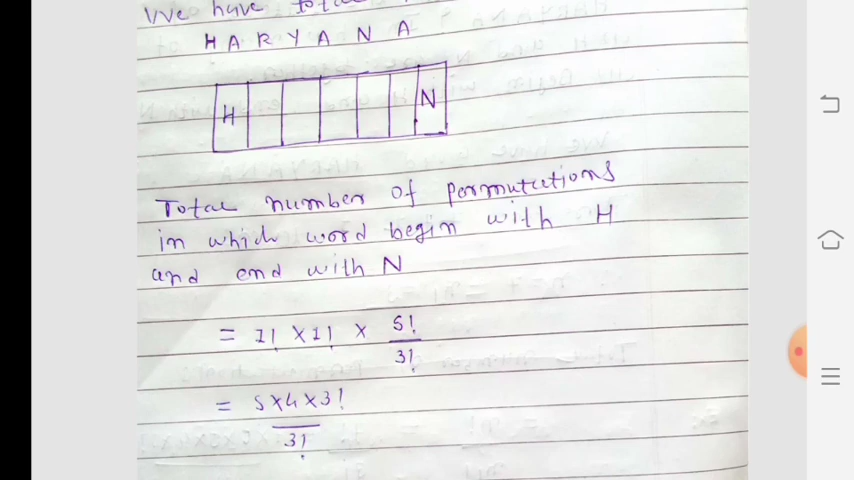 We have total
H A R Y A N A
H N
Total number of permutations
in which word begin with H
and end with N
= 1! × 1! × 5!/3!
= 5×4×3!/3!